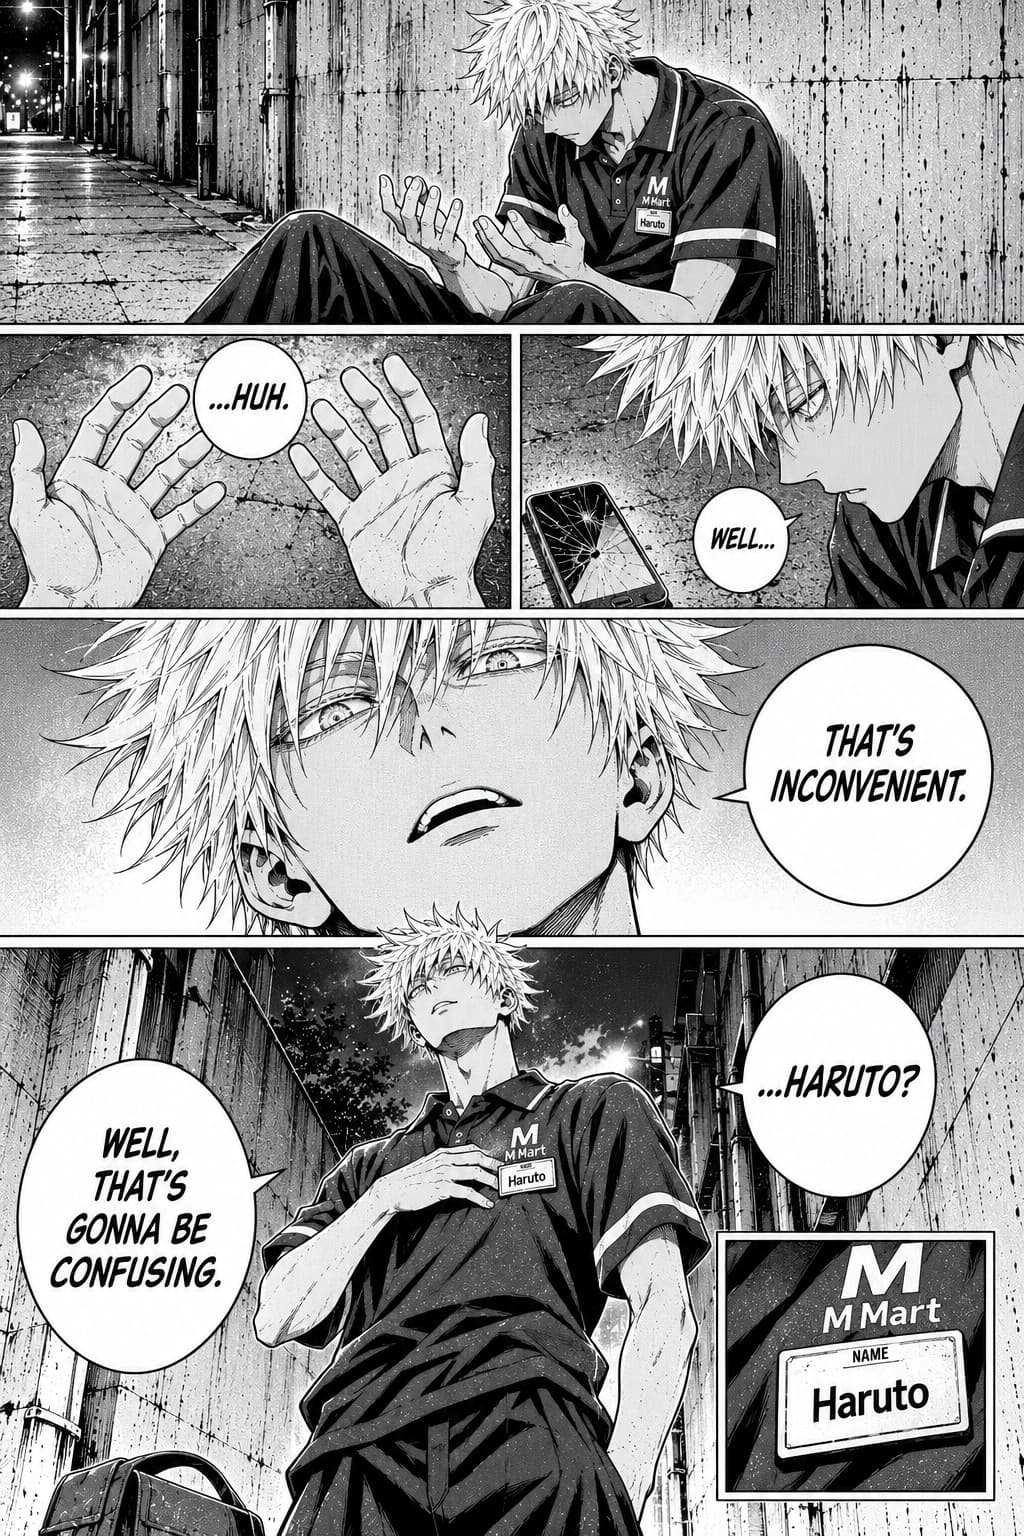 M
M Mart
Haruto
...HUH.
WELL...
THAT'S
INCONVENIENT.
...HARUTO?
WELL,
THAT'S
GONNA BE
CONFUSING.
M
M Mart
Haruto
M
M Mart
NAME
Haruto